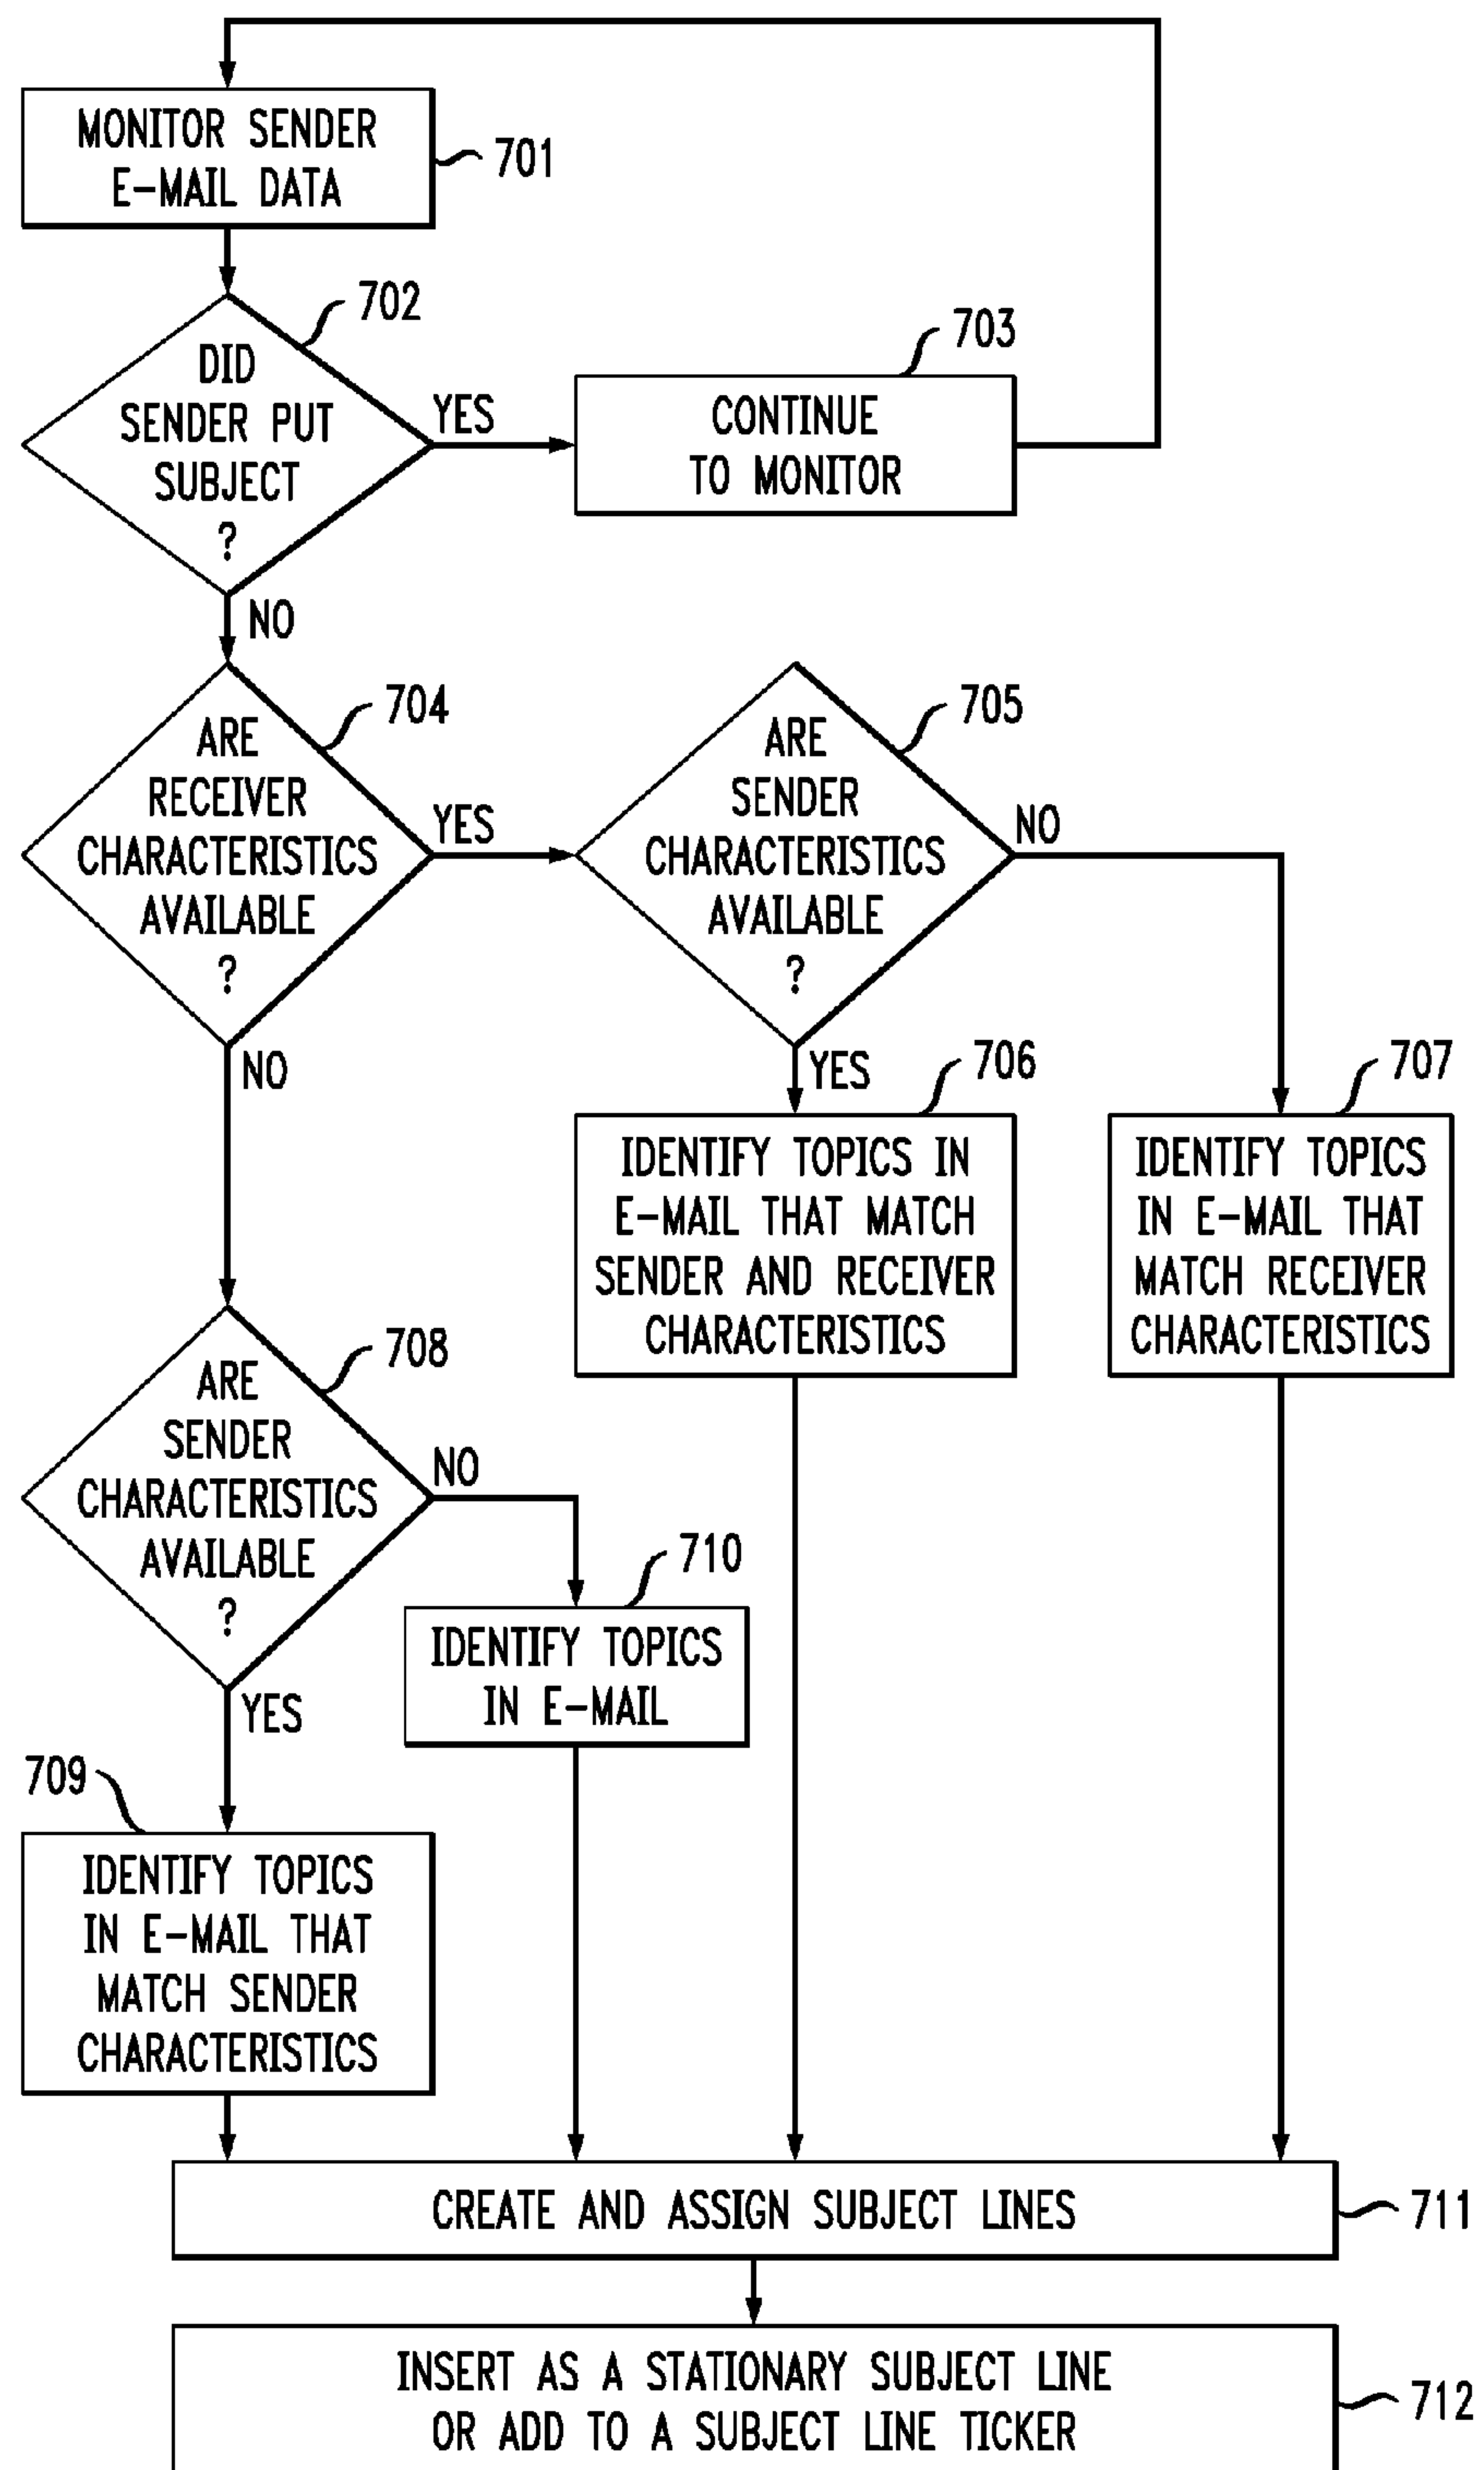 MONITOR SENDER
E-MAIL DATA
701
702
DID
SENDER PUT
SUBJECT
?
YES
NO
703
CONTINUE
TO MONITOR
704
ARE
RECEIVER
CHARACTERISTICS
AVAILABLE
?
YES
NO
705
ARE
SENDER
CHARACTERISTICS
AVAILABLE
?
NO
YES
706
IDENTIFY TOPICS IN
E-MAIL THAT MATCH
SENDER AND RECEIVER
CHARACTERISTICS
707
IDENTIFY TOPICS
IN E-MAIL THAT
MATCH RECEIVER
CHARACTERISTICS
708
ARE
SENDER
CHARACTERISTICS
AVAILABLE
?
NO
YES
710
IDENTIFY TOPICS
IN E-MAIL
709
IDENTIFY TOPICS
IN E-MAIL THAT
MATCH SENDER
CHARACTERISTICS
CREATE AND ASSIGN SUBJECT LINES
711
INSERT AS A STATIONARY SUBJECT LINE
OR ADD TO A SUBJECT LINE TICKER
712